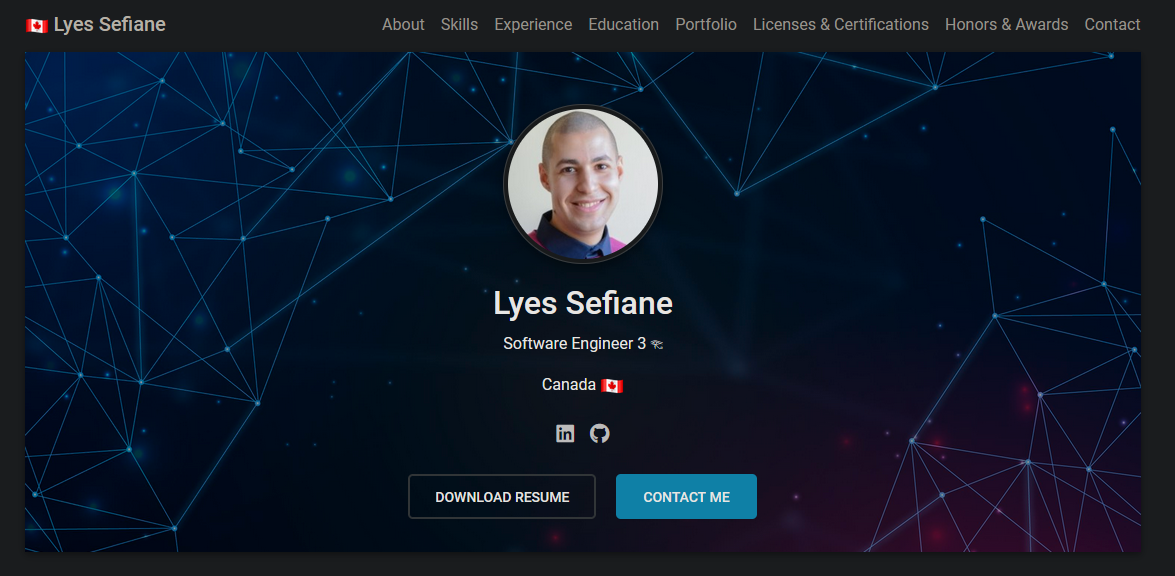 🇨🇦 Lyes Sefiane
About Skills Experience Education Portfolio Licenses & Certifications Honors & Awards Contact
Lyes Sefiane
Software Engineer 3
Canada 🇨🇦
DOWNLOAD RESUME
CONTACT ME